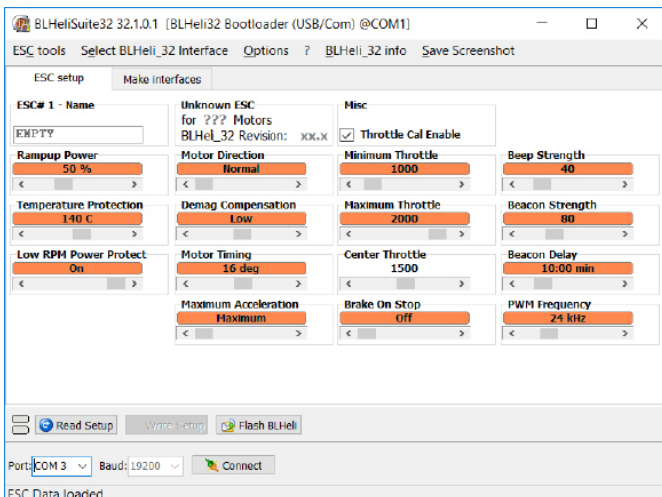 BLHeliSuite32 32.1.0.1 [BLHeli32 Bootloader (USB/Com) @COM1]
ESC tools Select BLHeli_32 Interface Options ? BLHeli_32 info Save Screenshot
ESC setup Make interfaces
ESC# 1 - Name
EMPTY
Unknown ESC
for ??? Motors
BLHeli_32 Revision: xx.x
Misc
Throttle Cal Enable
Rampup Power
50 %
Motor Direction
Normal
Minimum Throttle
1000
Beep Strength
40
Temperature Protection
140 C
Demag Compensation
Low
Maximum Throttle
2000
Beacon Strength
80
Low RPM Power Protect
On
Motor Timing
16 deg
Center Throttle
1500
Beacon Delay
10:00 min
Maximum Acceleration
Maximum
Brake On Stop
Off
PWM Frequency
24 kHz
Read Setup Write Setup Flash BLHeli
Port: COM 3 Baud: 19200 Connect
ESC Data loaded